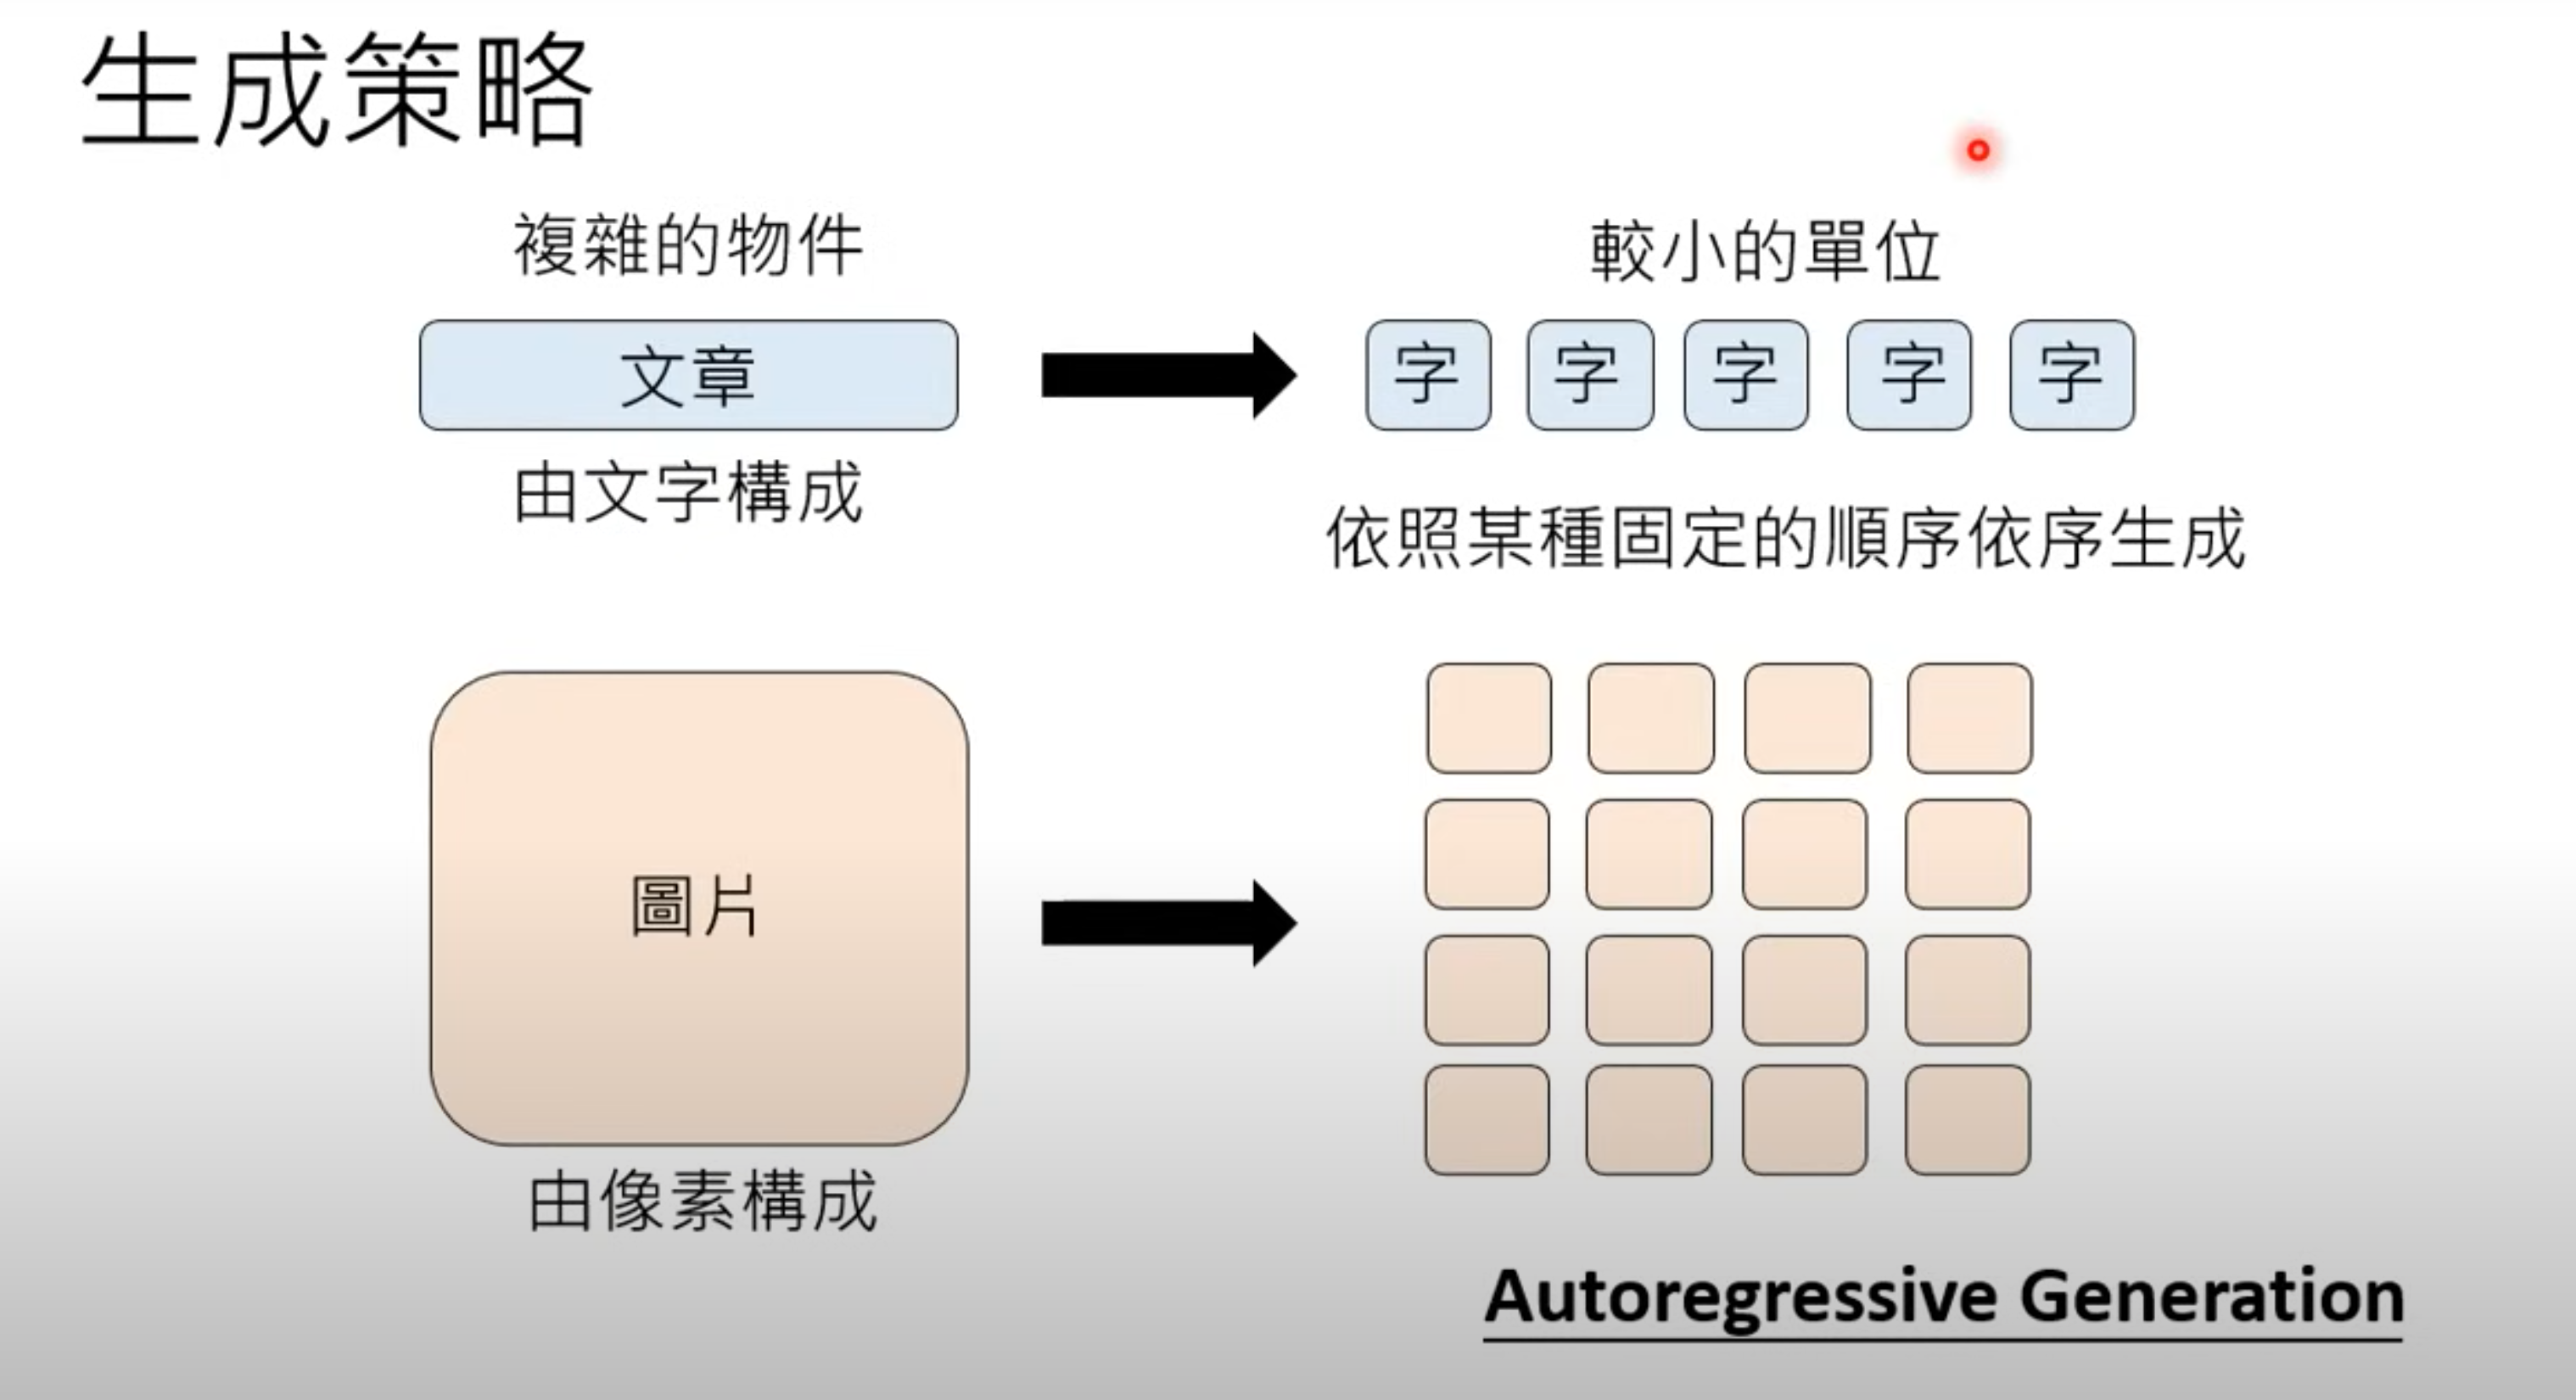 生成策略
複雜的物件
較小的單位
文章
字 字 字 字 字
由文字構成
依照某種固定的順序依序生成
圖片
由像素構成
Autoregressive Generation